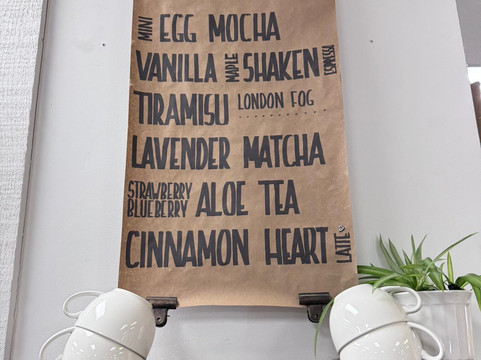 MINI EGG MOCHA
VANILLA MAPLE SHAKEN ESPRESSO
TIRAMISU LONDON FOG
LAVENDER MATCHA
STRAWBERRY BLUEBERRY ALOE TEA
CINNAMON HEART LATTE